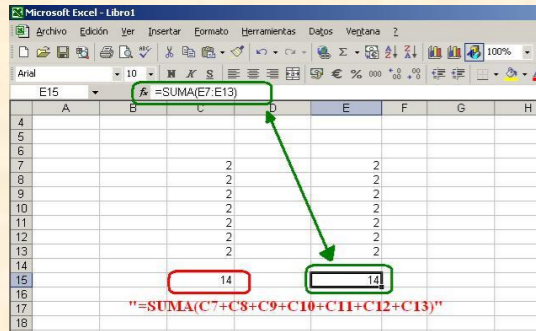 Microsoft Excel - Libro1
Archivo Edición Ver Insertar Formato Herramientas Datos Ventana ?
100%
Arial 10 N K S € % 000
E15 fx =SUMA(E7:E13)
A B C D E F G H
4
5
6
7 2 2
8 2 2
9 2 2
10 2 2
11 2 2
12 2 2
13 2 2
14
15 14 14
16
17 "=SUMA(C7+C8+C9+C10+C11+C12+C13)"
18